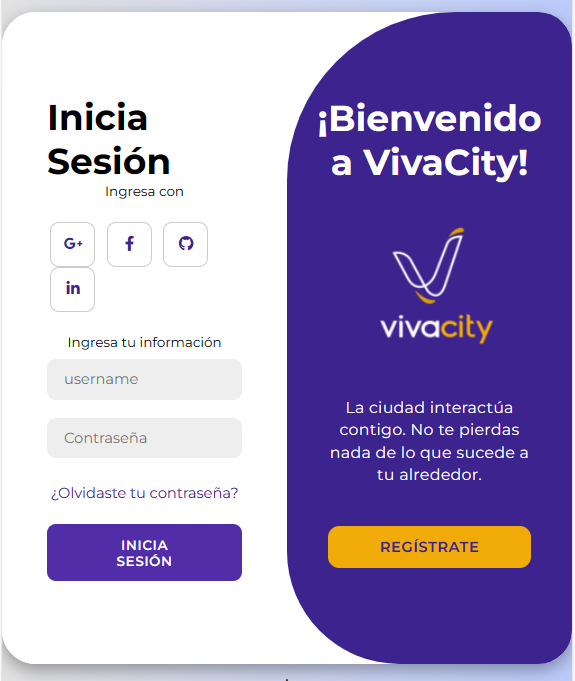 Inicia
Sesión
Ingresa con
G+
f
in
Ingresa tu información
username
Contraseña
¿Olvidaste tu contraseña?
INICIA
SESIÓN
¡Bienvenido
a VivaCity!
vivacity
La ciudad interactúa
contigo. No te pierdas
nada de lo que sucede a
tu alrededor.
REGÍSTRATE